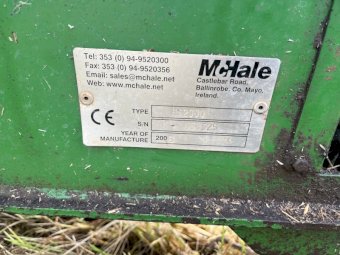 Tel: 353 (0) 94-9520300
Fax: 353 (0) 94-9520356
Email: sales@mchale.net
Web: www.mchale.net
McHale
Castlebar Road,
Ballinrobe, Co. Mayo,
Ireland.
CE
TYPE
S/N
YEAR OF
MANUFACTURE 200